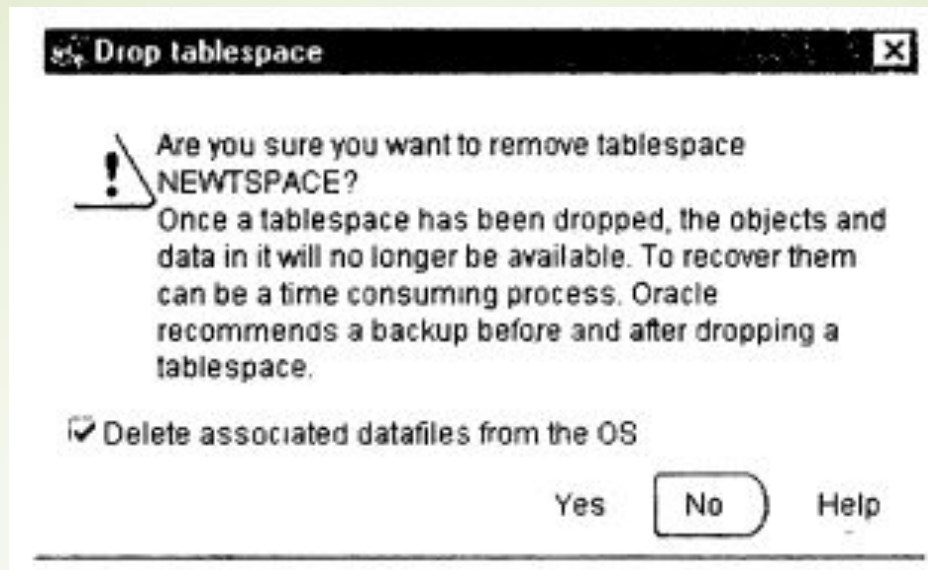 Drop tablespace
Are you sure you want to remove tablespace
NEWTSPACE?
Once a tablespace has been dropped, the objects and
data in it will no longer be available. To recover them
can be a time consuming process. Oracle
recommends a backup before and after dropping a
tablespace.
Delete associated datafiles from the OS
Yes No Help